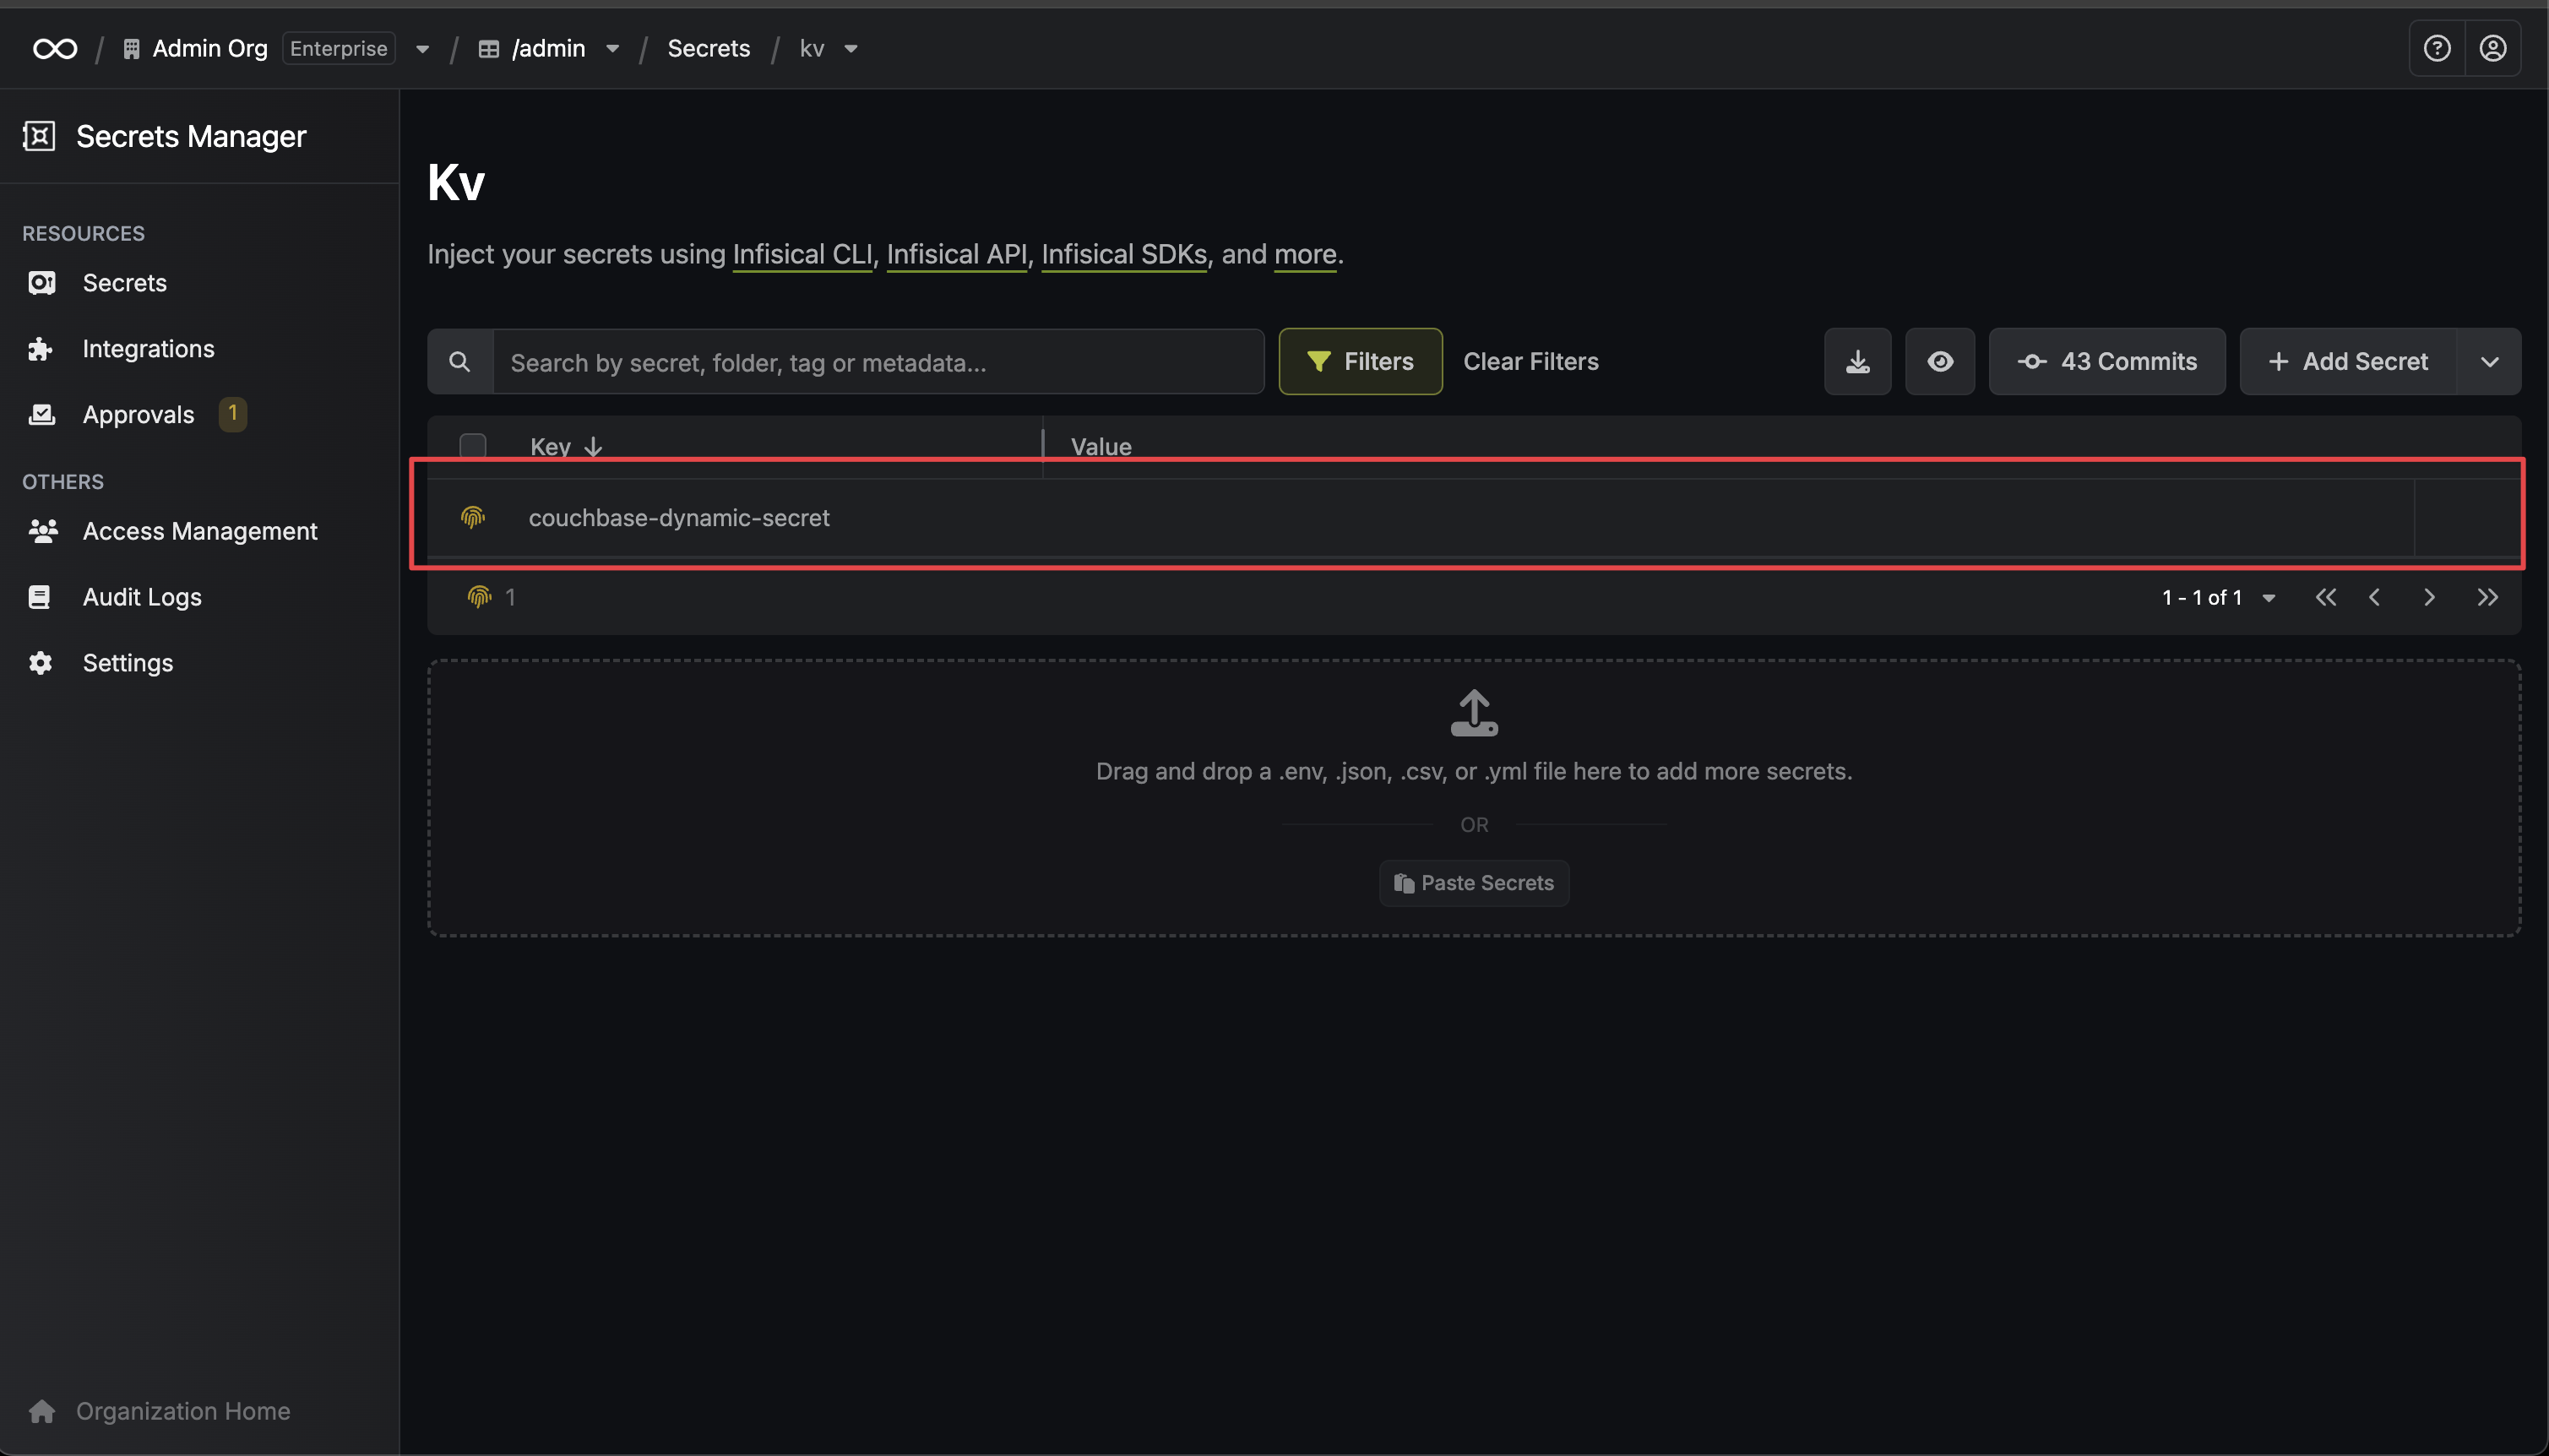 Admin Org Enterprise /admin Secrets kv
Secrets Manager
RESOURCES
Secrets
Integrations
Approvals 1
OTHERS
Access Management
Audit Logs
Settings
Organization Home
Kv
Inject your secrets using Infisical CLI, Infisical API, Infisical SDKs, and more.
Search by secret, folder, tag or metadata...
Filters
Clear Filters
43 Commits
Add Secret
Key Value
couchbase-dynamic-secret
1
1 - 1 of 1
Drag and drop a .env, .json, .csv, or .yml file here to add more secrets.
OR
Paste Secrets